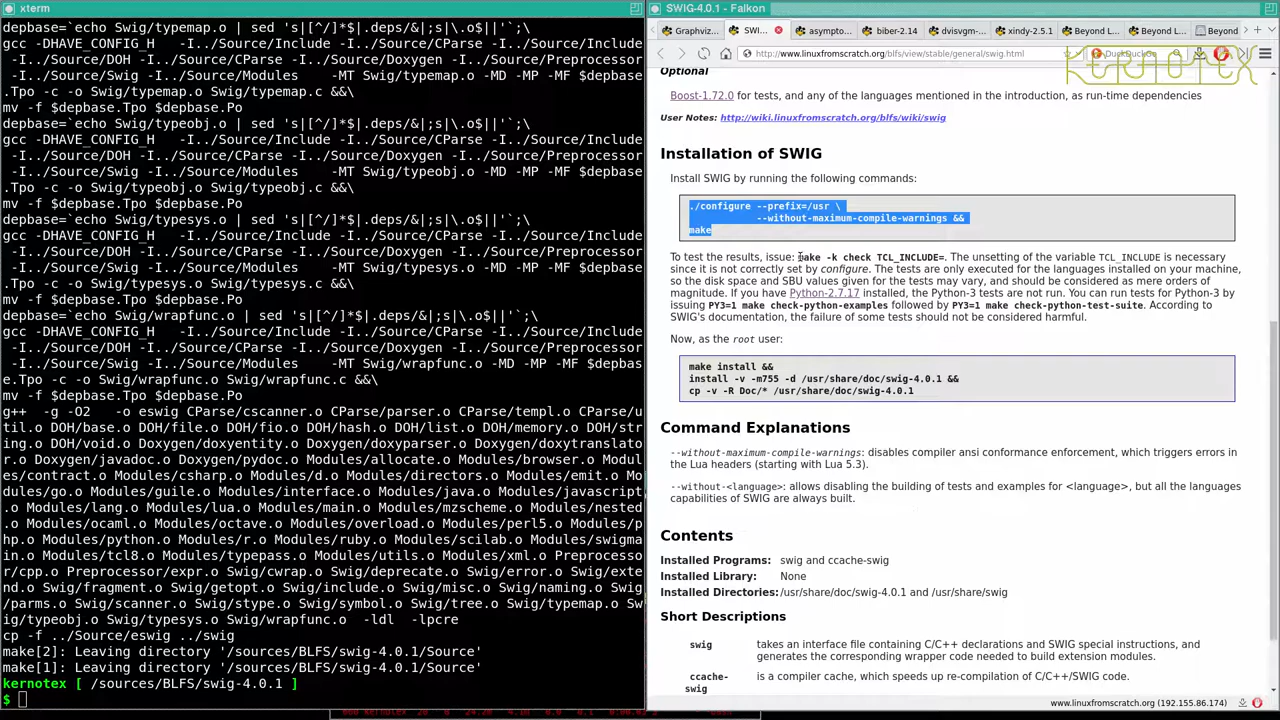 xterm
depbase=`echo Swig/typemap.o | sed 's|[^/]*$|.deps/&|;s|\.o$||'`;\
gcc -DHAVE_CONFIG_H   -I../Source/Include -I../Source/CParse -I../Source/Include
 -I../Source/DOH -I../Source/CParse -I../Source/Doxygen -I../Source/Preprocessor
 -I../Source/Swig -I../Source/Modules    -MT Swig/typemap.o -MD -MP -MF $depbase
.Tpo -c -o Swig/typemap.o Swig/typemap.c &&\
mv -f $depbase.Tpo $depbase.Po
depbase=`echo Swig/typeobj.o | sed 's|[^/]*$|.deps/&|;s|\.o$||'`;\
gcc -DHAVE_CONFIG_H   -I../Source/Include -I../Source/CParse -I../Source/Include
 -I../Source/DOH -I../Source/CParse -I../Source/Doxygen -I../Source/Preprocessor
 -I../Source/Swig -I../Source/Modules    -MT Swig/typeobj.o -MD -MP -MF $depbase
.Tpo -c -o Swig/typeobj.o Swig/typeobj.c &&\
mv -f $depbase.Tpo $depbase.Po
depbase=`echo Swig/typesys.o | sed 's|[^/]*$|.deps/&|;s|\.o$||'`;\
gcc -DHAVE_CONFIG_H   -I../Source/Include -I../Source/CParse -I../Source/Include
 -I../Source/DOH -I../Source/CParse -I../Source/Doxygen -I../Source/Preprocessor
 -I../Source/Swig -I../Source/Modules    -MT Swig/typesys.o -MD -MP -MF $depbase
.Tpo -c -o Swig/typesys.o Swig/typesys.c &&\
mv -f $depbase.Tpo $depbase.Po
depbase=`echo Swig/wrapfunc.o | sed 's|[^/]*$|.deps/&|;s|\.o$||'`;\
gcc -DHAVE_CONFIG_H   -I../Source/Include -I../Source/CParse -I../Source/Include
 -I../Source/DOH -I../Source/CParse -I../Source/Doxygen -I../Source/Preprocessor
 -I../Source/Swig -I../Source/Modules    -MT Swig/wrapfunc.o -MD -MP -MF $depbas
e.Tpo -c -o Swig/wrapfunc.o Swig/wrapfunc.c &&\
mv -f $depbase.Tpo $depbase.Po
g++  -g -O2   -o eswig CParse/cscanner.o CParse/parser.o CParse/templ.o CParse/u
til.o DOH/base.o DOH/file.o DOH/fio.o DOH/hash.o DOH/list.o DOH/memory.o DOH/str
ing.o DOH/void.o Doxygen/doxyentity.o Doxygen/doxyparser.o Doxygen/doxytranslato
r.o Doxygen/javadoc.o Doxygen/pydoc.o Modules/allocate.o Modules/browser.o Modul
es/contract.o Modules/csharp.o Modules/d.o Modules/directors.o Modules/emit.o Mo
dules/go.o Modules/guile.o Modules/interface.o Modules/java.o Modules/javascript
.o Modules/lang.o Modules/lua.o Modules/main.o Modules/mzscheme.o Modules/nested
.o Modules/ocaml.o Modules/octave.o Modules/overload.o Modules/perl5.o Modules/p
hp.o Modules/python.o Modules/r.o Modules/ruby.o Modules/scilab.o Modules/swigma
in.o Modules/tcl8.o Modules/typepass.o Modules/utils.o Modules/xml.o Preprocesso
r/cpp.o Preprocessor/expr.o Swig/cwrap.o Swig/deprecate.o Swig/error.o Swig/exte
nd.o Swig/fragment.o Swig/getopt.o Swig/include.o Swig/misc.o Swig/naming.o Swig
/parms.o Swig/scanner.o Swig/stype.o Swig/symbol.o Swig/tree.o Swig/typemap.o Sw
ig/typeobj.o Swig/typesys.o Swig/wrapfunc.o  -ldl  -lpcre
cp -f ../Source/eswig ../swig
make[2]: Leaving directory '/sources/BLFS/swig-4.0.1/Source'
make[1]: Leaving directory '/sources/BLFS/swig-4.0.1/Source'
kernotex [ /sources/BLFS/swig-4.0.1 ]
$
SWIG-4.0.1 - Falkon
Graphviz... SWI... asympto... biber-2.14 dvisvgm-... xindy-2.5.1 Beyond L... Beyond L... Beyond
http://www.linuxfromscratch.org/blfs/view/stable/general/swig.html DuckDuckGo
KERNOTEX
Optional
Boost-1.72.0 for tests, and any of the languages mentioned in the introduction, as run-time dependencies
User Notes: http://wiki.linuxfromscratch.org/blfs/wiki/swig
Installation of SWIG
Install SWIG by running the following commands:
./configure --prefix=/usr \
            --without-maximum-compile-warnings &&
make
To test the results, issue: make -k check TCL_INCLUDE=. The unsetting of the variable TCL_INCLUDE is necessary
since it is not correctly set by configure. The tests are only executed for the languages installed on your machine,
so the disk space and SBU values given for the tests may vary, and should be considered as mere orders of
magnitude. If you have Python-2.7.17 installed, the Python-3 tests are not run. You can run tests for Python-3 by
issuing PY3=1 make check-python-examples followed by PY3=1 make check-python-test-suite. According to
SWIG's documentation, the failure of some tests should not be considered harmful.
Now, as the root user:
make install &&
install -v -m755 -d /usr/share/doc/swig-4.0.1 &&
cp -v -R Doc/* /usr/share/doc/swig-4.0.1
Command Explanations
--without-maximum-compile-warnings: disables compiler ansi conformance enforcement, which triggers errors in
the Lua headers (starting with Lua 5.3).
--without-<language>: allows disabling the building of tests and examples for <language>, but all the languages
capabilities of SWIG are always built.
Contents
Installed Programs: swig and ccache-swig
Installed Library: None
Installed Directories: /usr/share/doc/swig-4.0.1 and /usr/share/swig
Short Descriptions
swig takes an interface file containing C/C++ declarations and SWIG special instructions, and
generates the corresponding wrapper code needed to build extension modules.
ccache- is a compiler cache, which speeds up re-compilation of C/C++/SWIG code.
swig
www.linuxfromscratch.org (192.155.86.174)